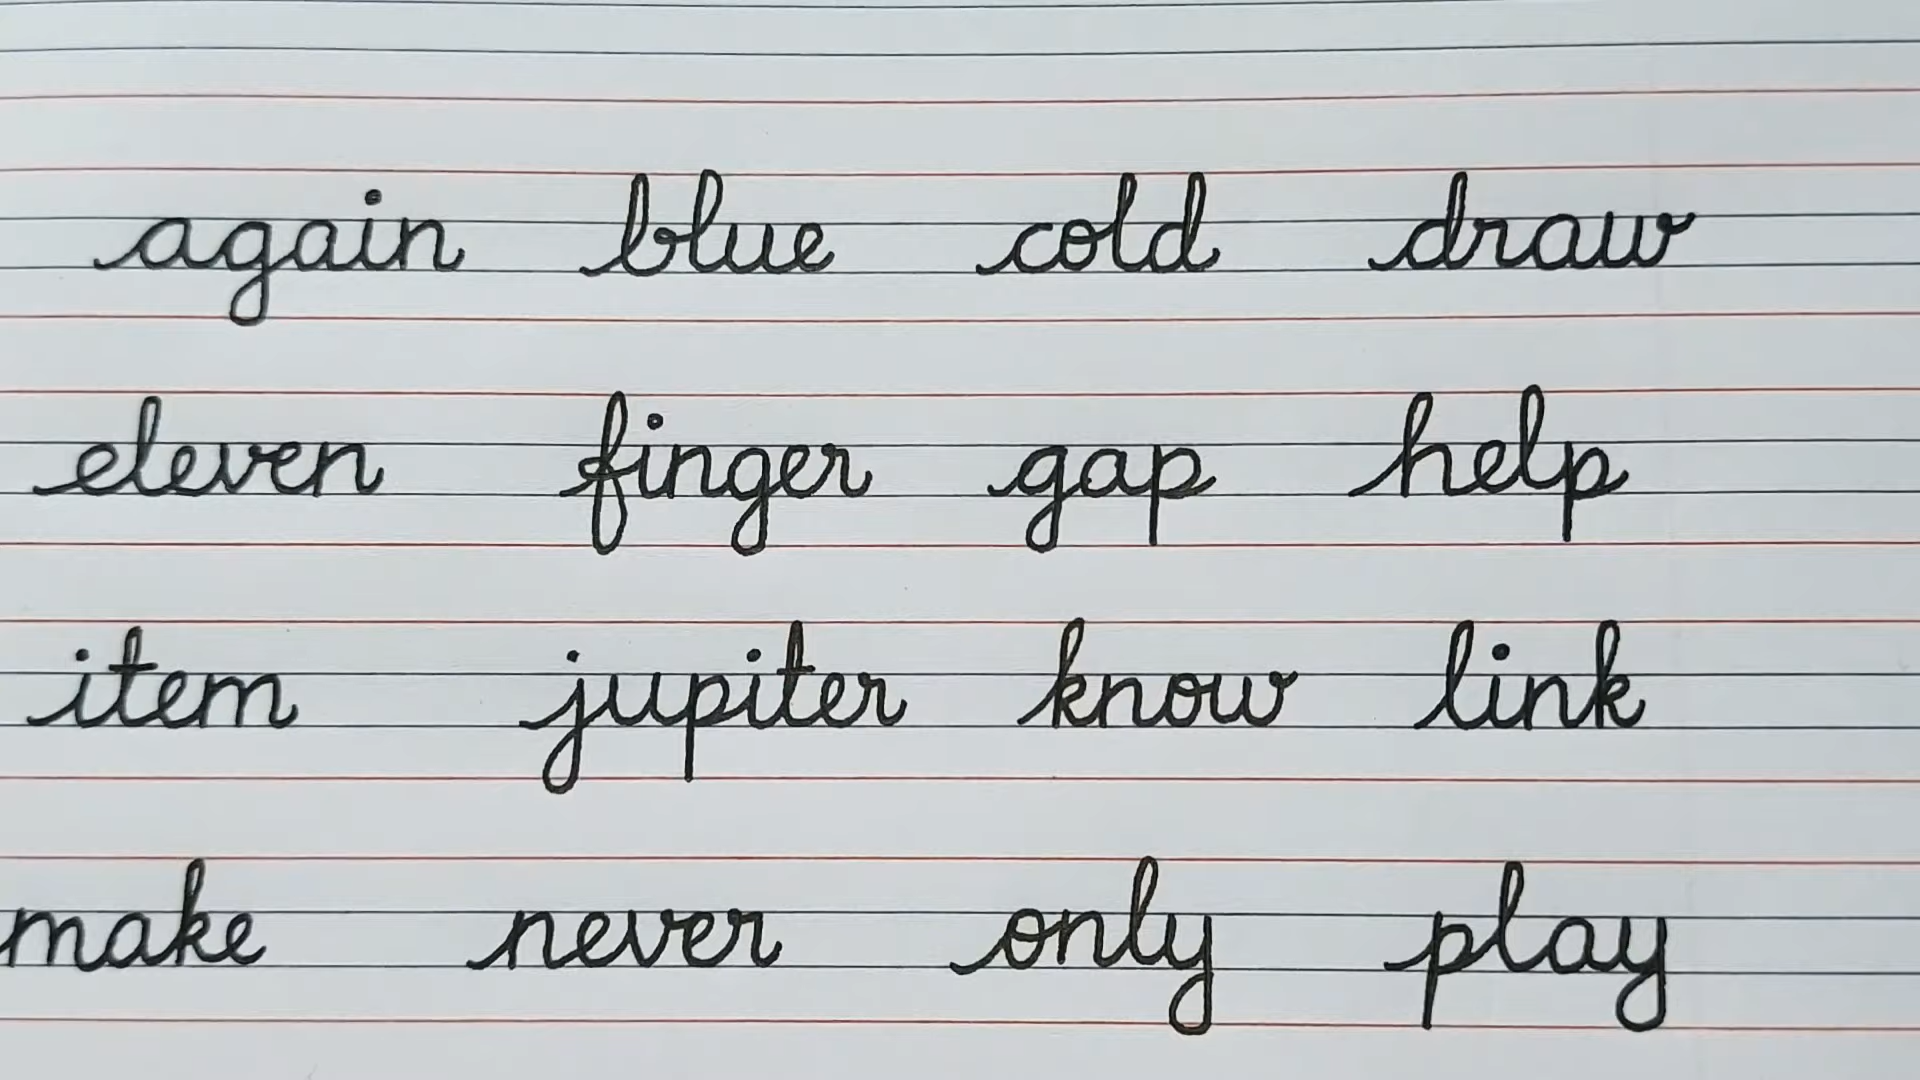 again blue cold draw
eleven finger gap help
item jupiter know link
make never only play